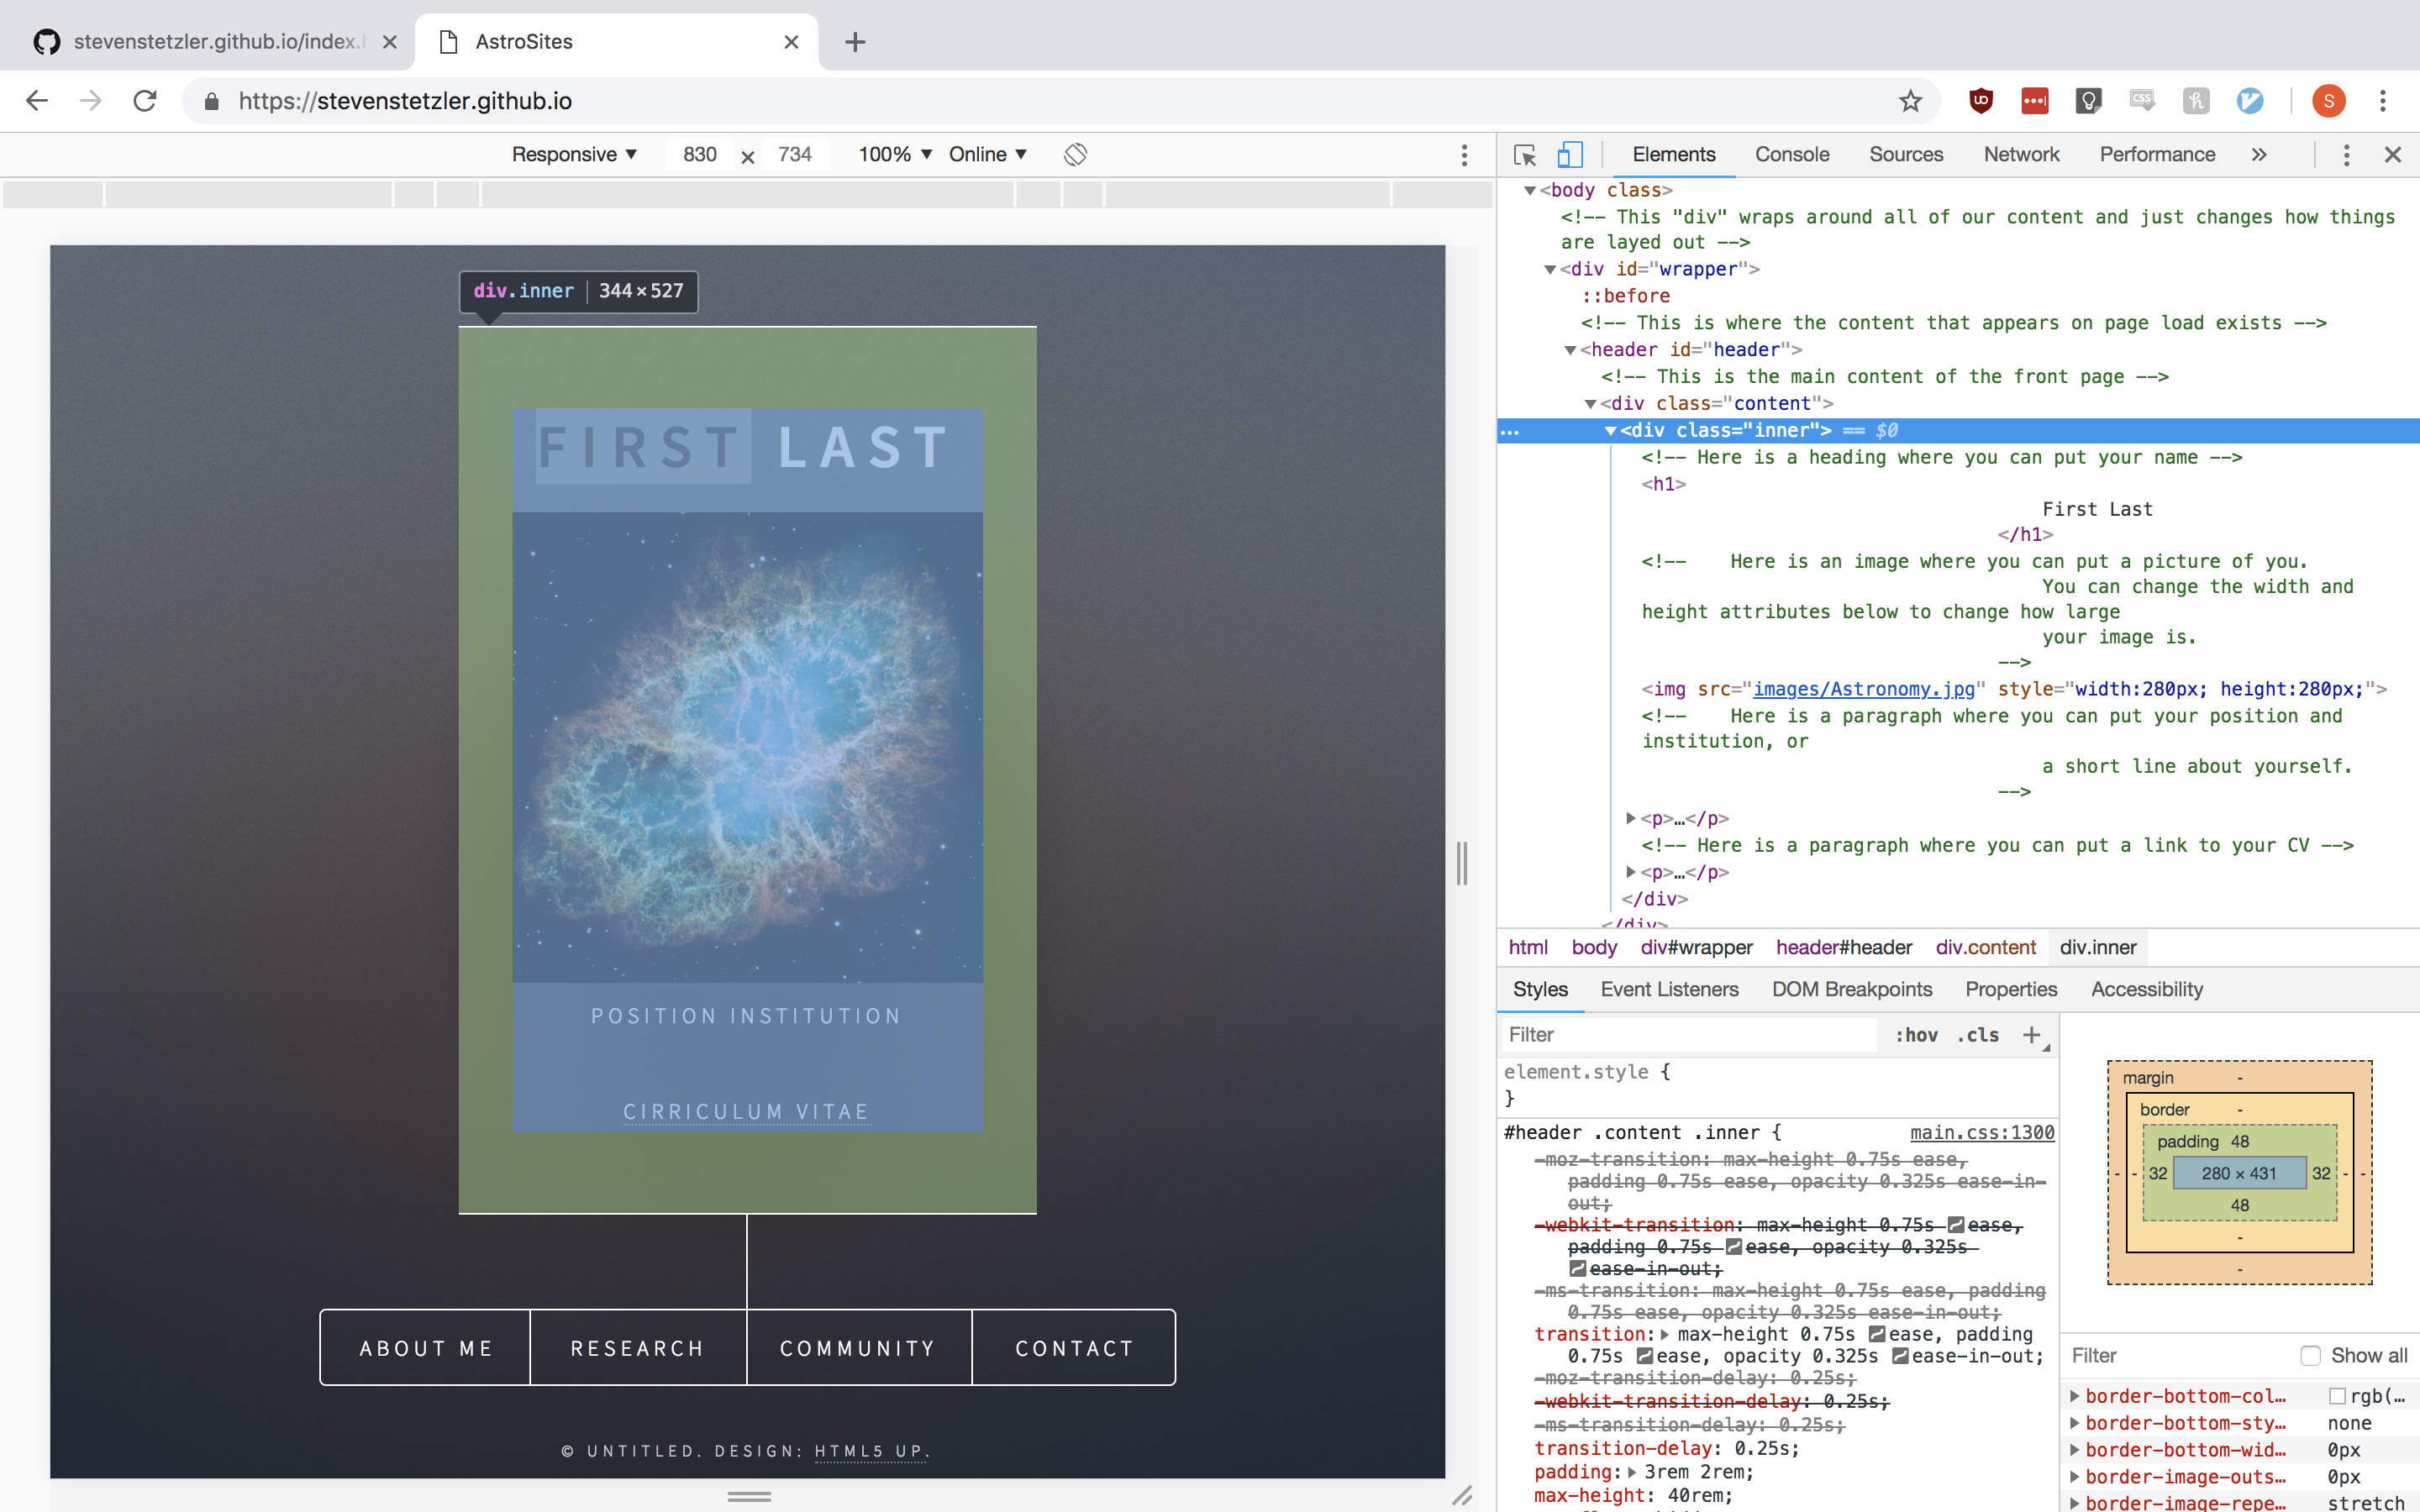 stevenstetzler.github.io/index.h
AstroSites
https://stevenstetzler.github.io
S
Responsive ▼ 830 × 734 100% ▼ Online ▼
Elements Console Sources Network Performance »
div.inner | 344×527
FIRST LAST
POSITION INSTITUTION
CIRRICULUM VITAE
ABOUT ME RESEARCH COMMUNITY CONTACT
© UNTITLED. DESIGN: HTML5 UP.
▼<body class>
<!-- This "div" wraps around all of our content and just changes how things
are layed out -->
▼<div id="wrapper">
::before
<!-- This is where the content that appears on page load exists -->
▼<header id="header">
<!-- This is the main content of the front page -->
▼<div class="content">
… ▼<div class="inner"> == $0
<!-- Here is a heading where you can put your name -->
<h1>
First Last
</h1>
<!-- Here is an image where you can put a picture of you.
You can change the width and
height attributes below to change how large
your image is.
-->
<img src="images/Astronomy.jpg" style="width:280px; height:280px;">
<!-- Here is a paragraph where you can put your position and
institution, or
a short line about yourself.
-->
▶<p>…</p>
<!-- Here is a paragraph where you can put a link to your CV -->
▶<p>…</p>
</div>
</div>
html body div#wrapper header#header div.content div.inner
Styles Event Listeners DOM Breakpoints Properties Accessibility
Filter :hov .cls +
element.style {
}
#header .content .inner { main.css:1300
-moz-transition: max-height 0.75s ease,
padding 0.75s ease, opacity 0.325s ease-in-
out;
-webkit-transition: max-height 0.75s ease,
padding 0.75s ease, opacity 0.325s
ease-in-out;
-ms-transition: max-height 0.75s ease, padding
0.75s ease, opacity 0.325s ease-in-out;
transition:▶ max-height 0.75s ease, padding
0.75s ease, opacity 0.325s ease-in-out;
-moz-transition-delay: 0.25s;
-webkit-transition-delay: 0.25s;
-ms-transition-delay: 0.25s;
transition-delay: 0.25s;
padding:▶ 3rem 2rem;
max-height: 40rem;
margin -
border -
padding 48
- - 32 280 × 431 32 - -
48
-
-
Filter Show all
▶ border-bottom-col… rgb(…
▶ border-bottom-sty… none
▶ border-bottom-wid… 0px
▶ border-image-outs… 0px
▶ border-image-repe… stretch